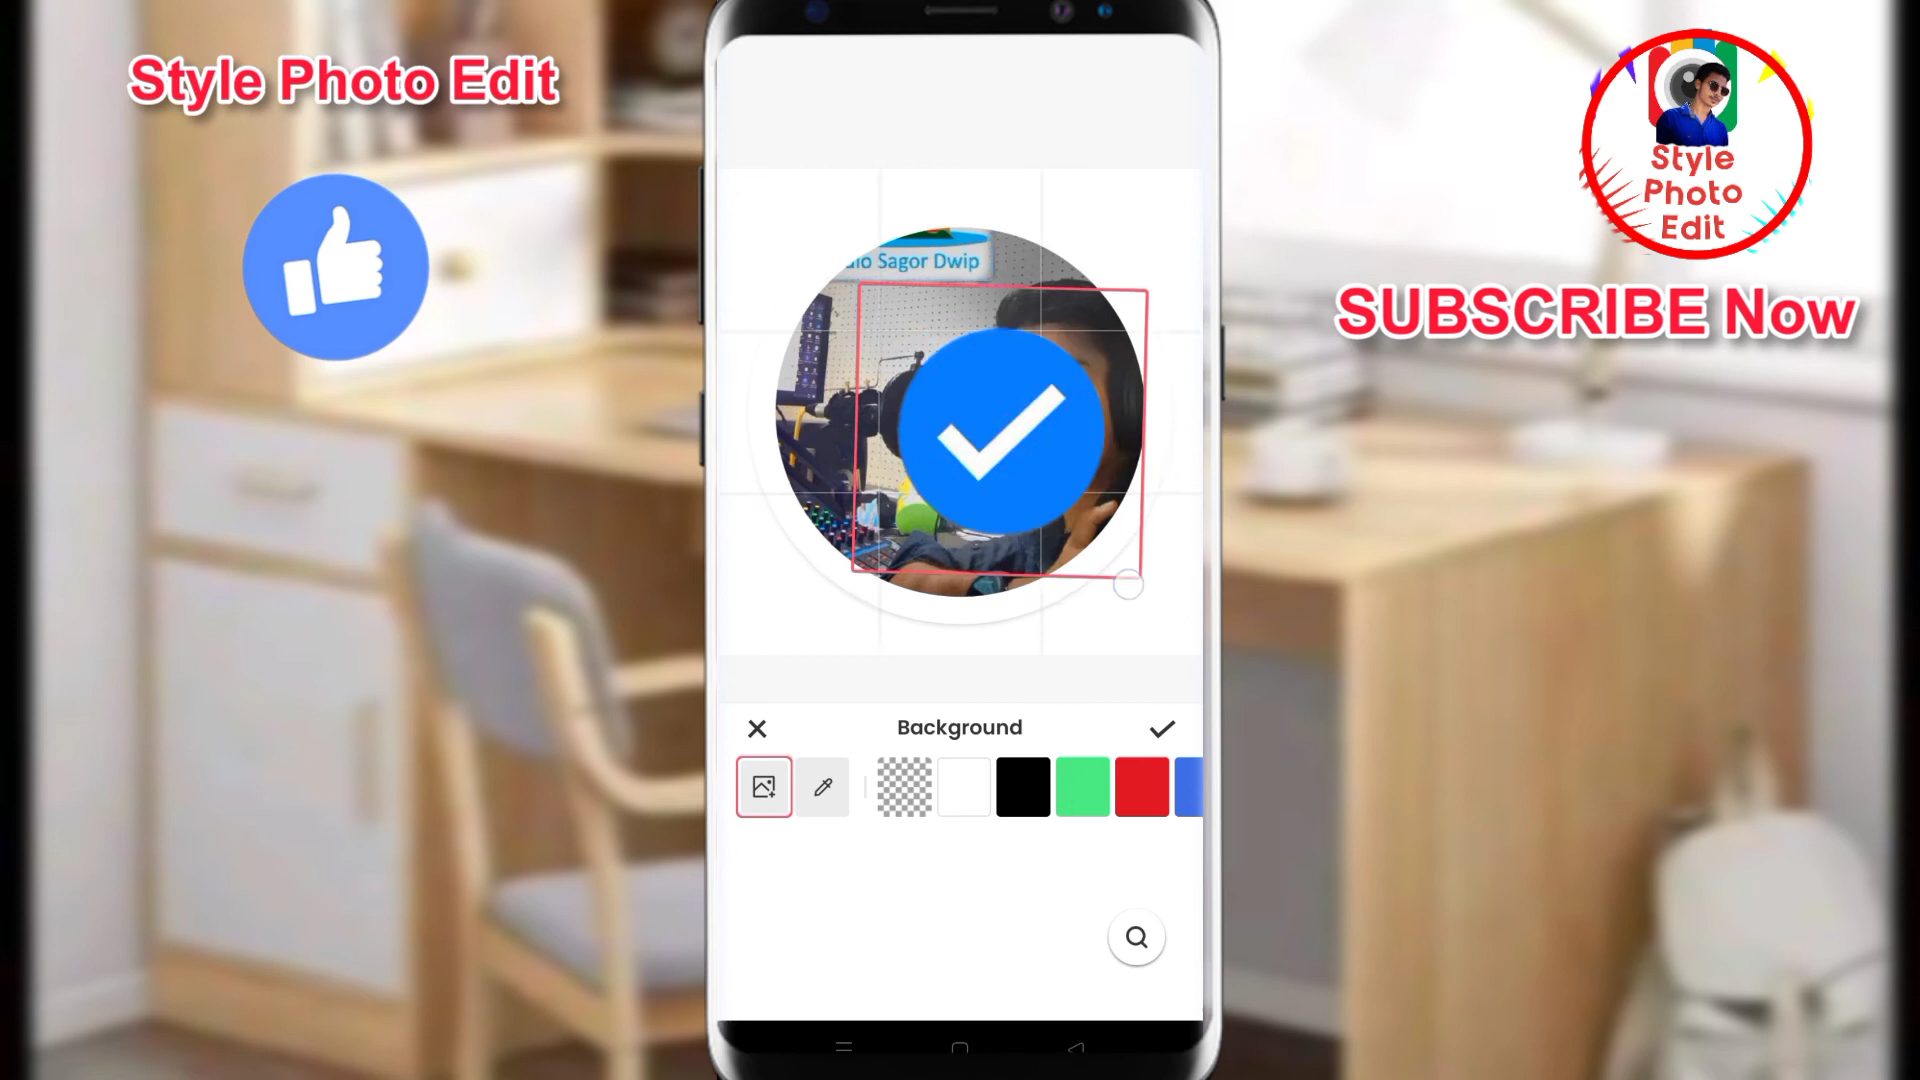 Style Photo Edit
Style
Photo
Edit
SUBSCRIBE Now
Sagor Dwip
Background